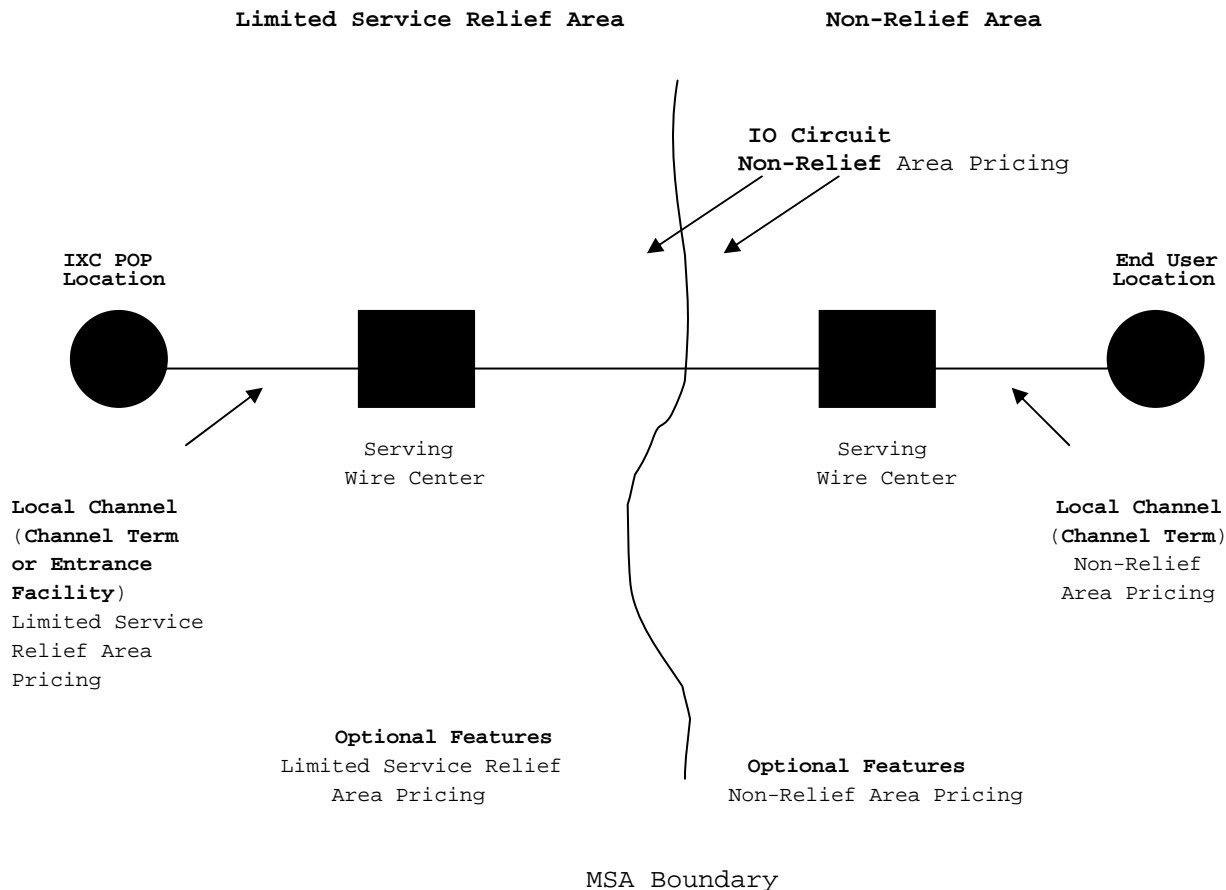 Limited Service Relief Area
Non-Relief Area
IO Circuit
Non-Relief Area Pricing
IXC POP
Location
End User
Location
Serving
Wire Center
Serving
Wire Center
Local Channel
(Channel Term
or Entrance
Facility)
Limited Service
Relief Area
Pricing
Local Channel
(Channel Term)
Non-Relief
Area Pricing
Optional Features
Limited Service Relief
Area Pricing
Optional Features
Non-Relief Area Pricing
MSA Boundary